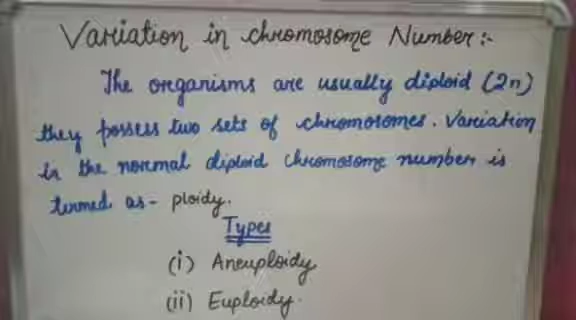 Variation in chromosome Number:-
The organisms are usually diploid (2n)
they possess two sets of chromosomes. Variation
in the normal diploid chromosome number is
termed as - ploidy.
Types
(i) Aneuploidy
(ii) Euploidy.